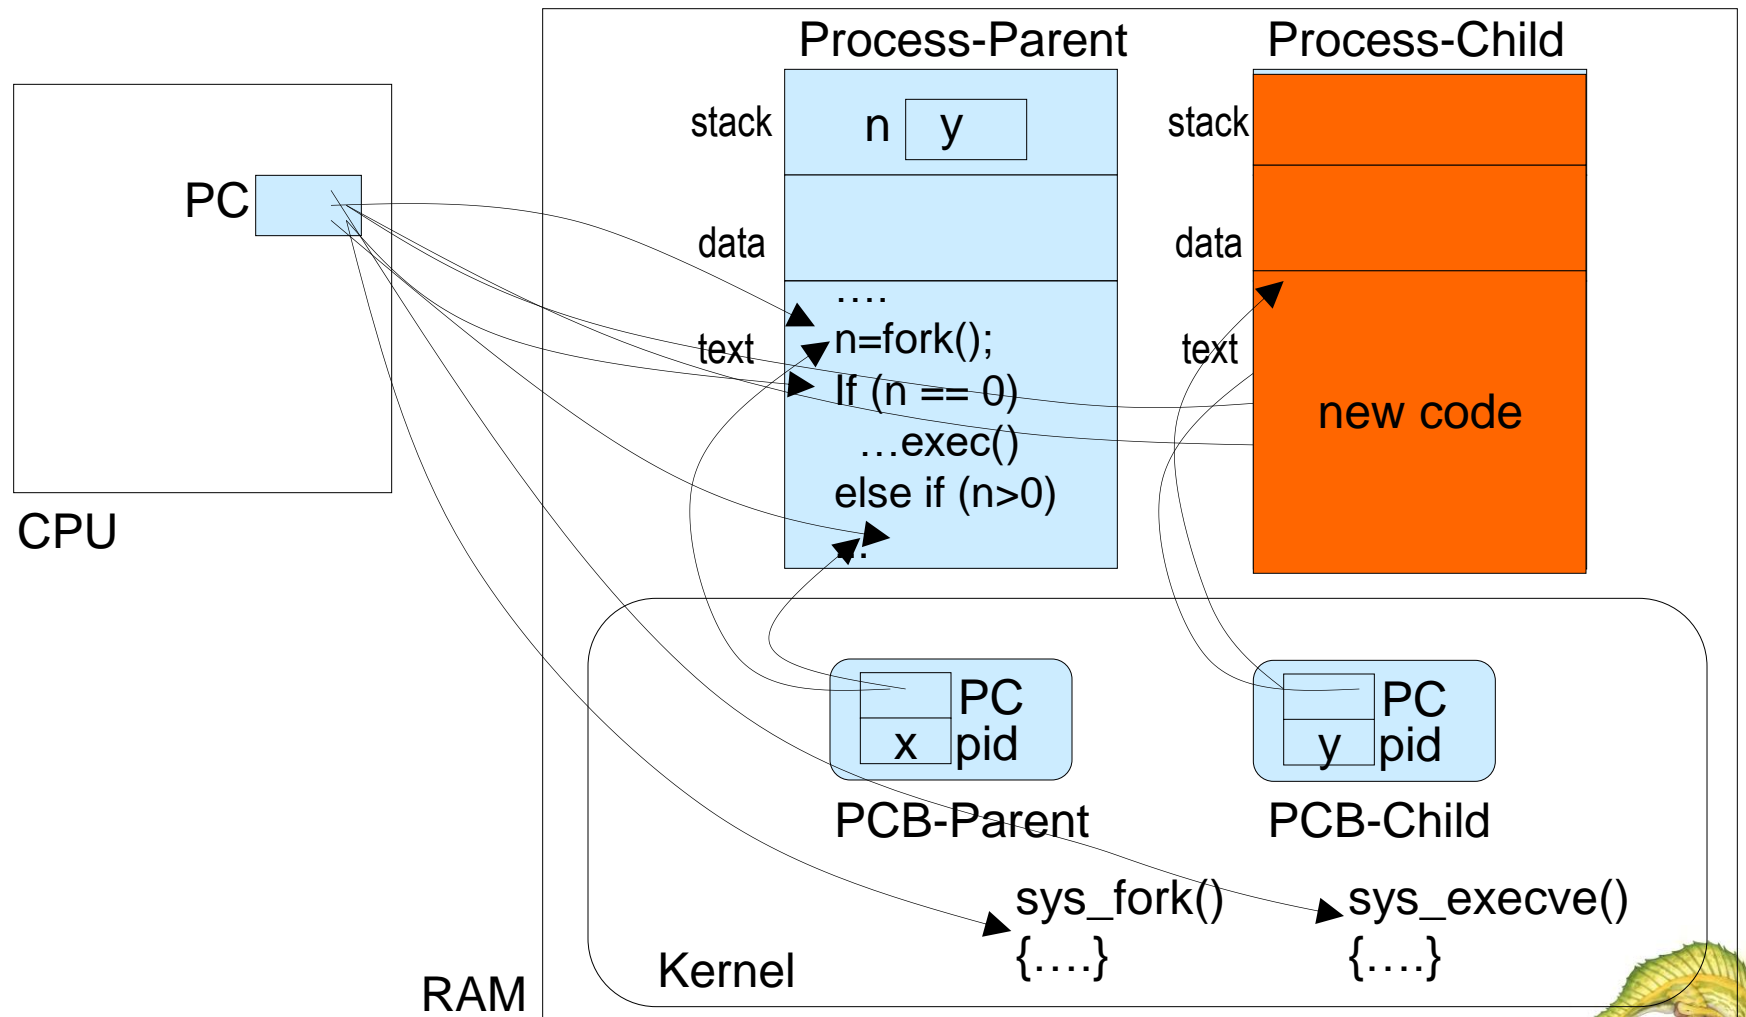 Process-Parent
Process-Child
stack
n y
stack
PC
data
data
....
n=fork();
text
text
If (n == 0)
new code
...exec()
else if (n>0)
...
CPU
PC
x pid
PC
y pid
PCB-Parent
PCB-Child
sys_fork()
{....}
sys_execve()
{....}
Kernel
RAM